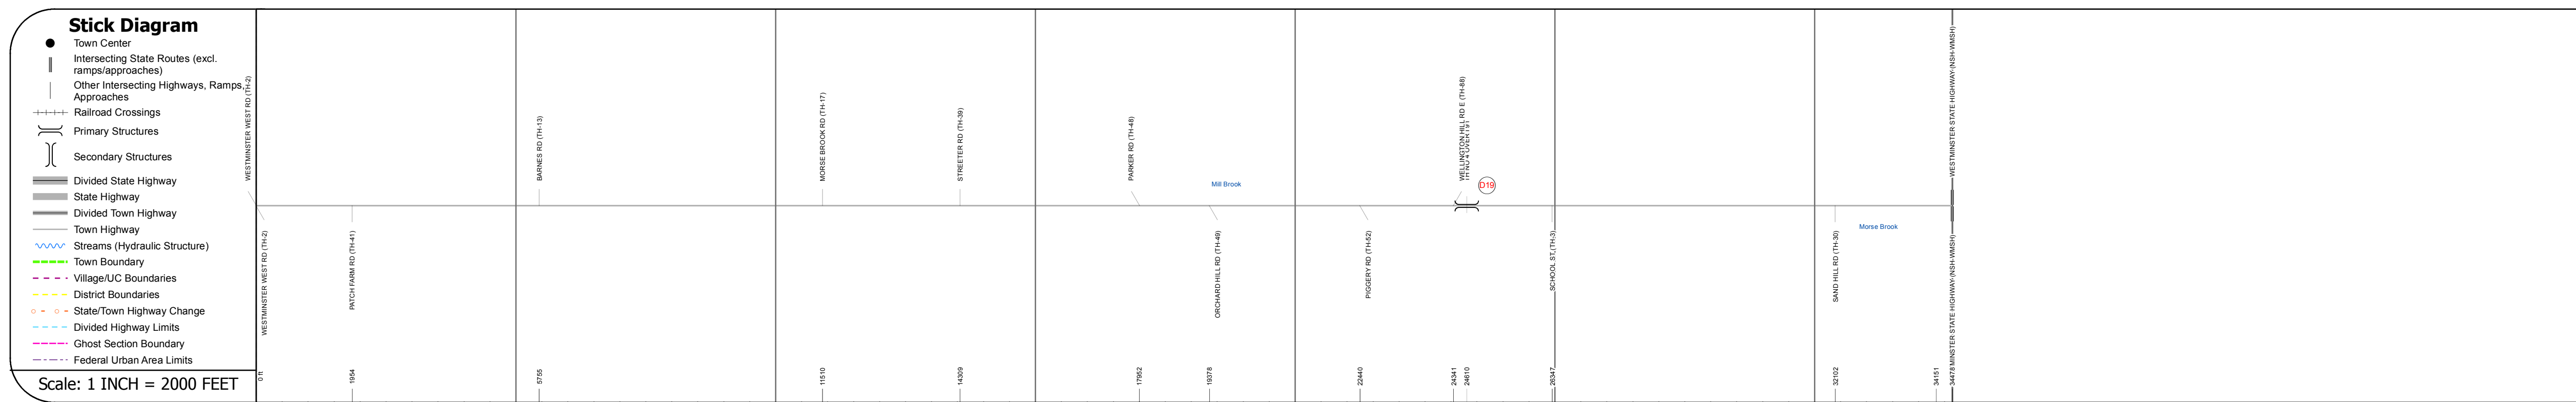 Stick Diagram
Town Center
Intersecting State Routes (excl.
ramps/approaches)
Other Intersecting Highways, Ramps,
Approaches
Railroad Crossings
Primary Structures
Secondary Structures
Divided State Highway
State Highway
Divided Town Highway
Town Highway
Streams (Hydraulic Structure)
Town Boundary
Village/UC Boundaries
District Boundaries
State/Town Highway Change
Divided Highway Limits
Ghost Section Boundary
Federal Urban Area Limits
Scale: 1 INCH = 2000 FEET
WESTMINSTER WEST RD (TH-2)
WESTMINSTER WEST RD (TH-2)
PATCH FARM RD (TH-41)
BARNES RD (TH-13)
MORSE BROOK RD (TH-17)
STREETER RD (TH-39)
PARKER RD (TH-48)
Mill Brook
ORCHARD HILL RD (TH-49)
PIGGERY RD (TH-52)
WELLINGTON HILL RD E (TH-88)
D19
SCHOOL ST (TH-3)
SAND HILL RD (TH-30)
Morse Brook
WESTMINSTER STATE HIGHWAY-(NSH-WMSH)
MINSTER STATE HIGHWAY-(NSH-WMSH)
0 ft
1954
5755
11510
14309
17952
19378
22440
24341
24610
26347
32102
34151
34478